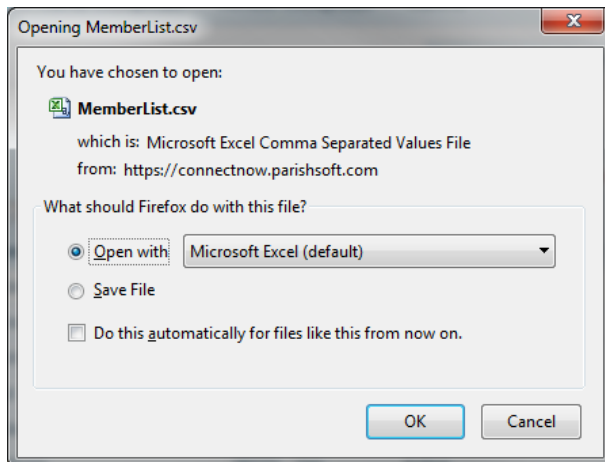 Opening MemberList.csv
You have chosen to open:
MemberList.csv
which is: Microsoft Excel Comma Separated Values File
from: https://connectnow.parishsoft.com
What should Firefox do with this file?
Open with Microsoft Excel (default)
Save File
Do this automatically for files like this from now on.
OK Cancel